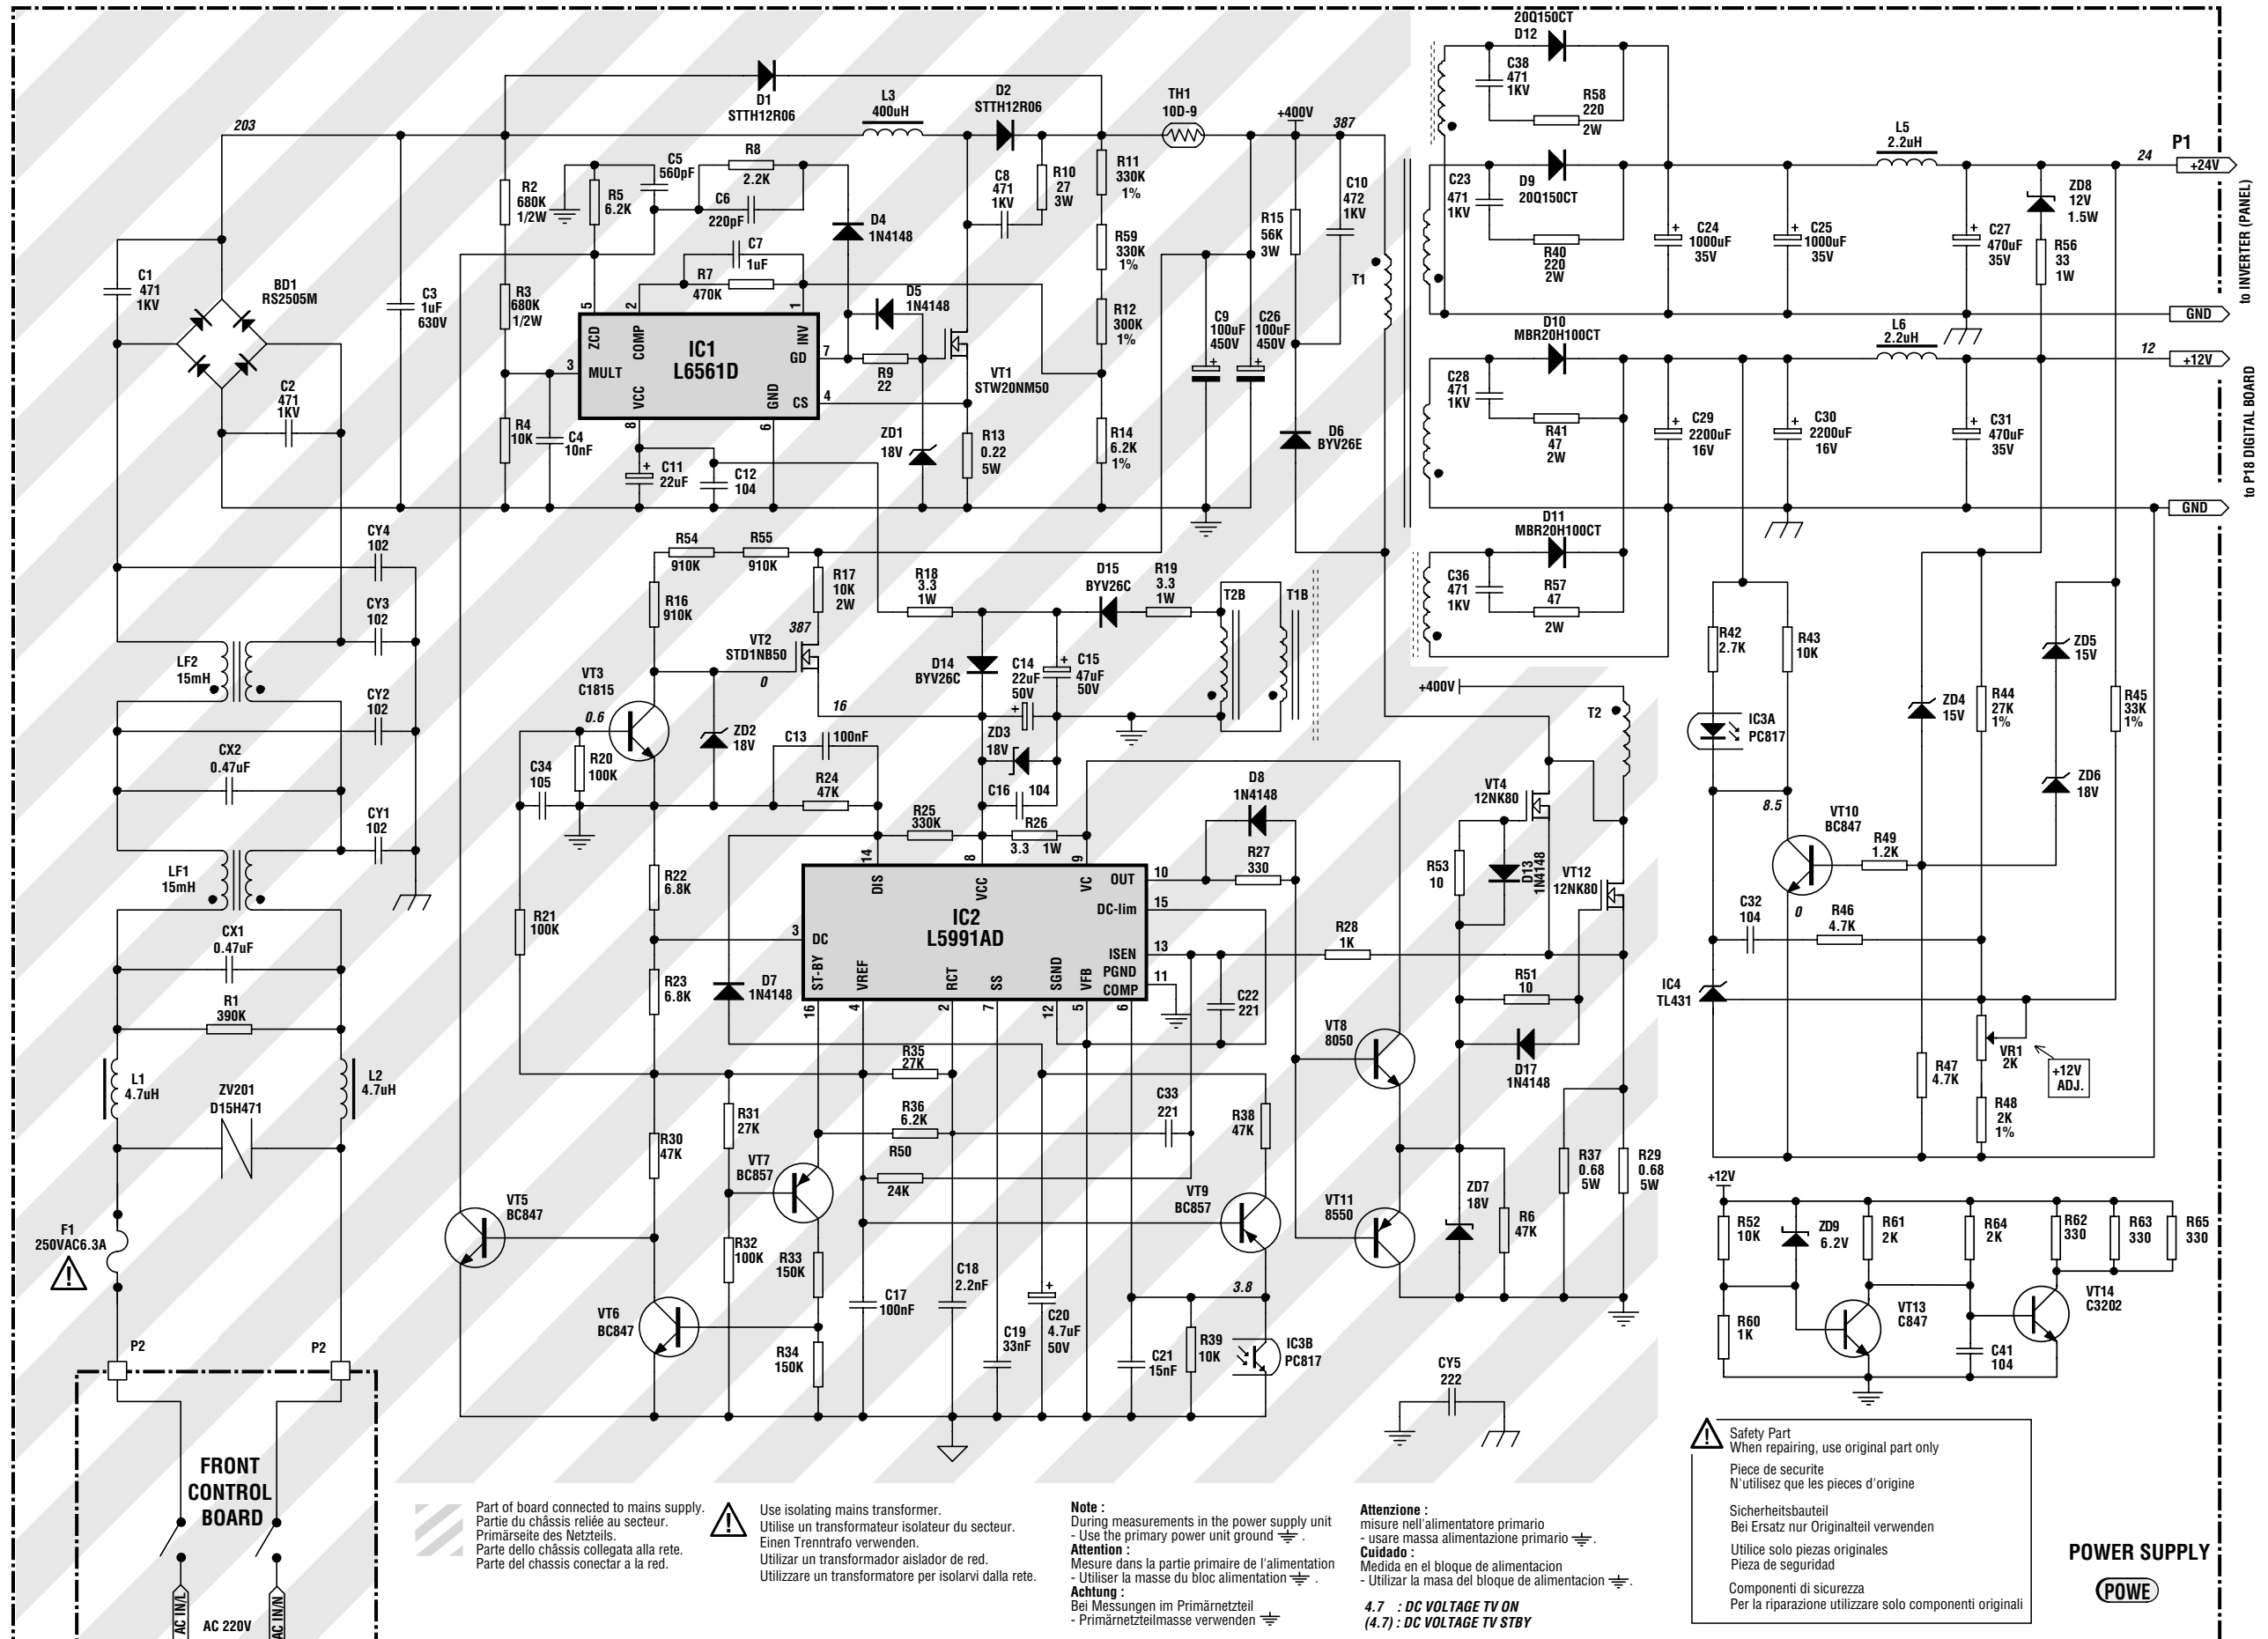 20Q150CT
D12
C38
471
1KV
R58
220
2W
D1
STTH12R06
L3
400uH
D2
STTH12R06
TH1
10D-9
+400V
387
203
L5
2.2uH
24
P1
+24V
R2
680K
1/2W
R5
6.2K
C5
560pF
R8
2.2K
C6
220pF
D4
1N4148
C8
471
1KV
R10
27
3W
R11
330K
1%
R15
56K
3W
C10
472
1KV
T1
C23
471
1KV
D9
20Q150CT
R40
220
2W
C24
1000uF
35V
C25
1000uF
35V
C27
470uF
35V
ZD8
12V
1.5W
R56
33
1W
to INVERTER (PANEL)
GND
C1
471
1KV
BD1
RS2505M
C3
1uF
630V
R3
680K
1/2W
C7
1uF
R7
470K
D5
1N4148
R59
330K
1%
R12
300K
1%
C9
100uF
450V
C26
100uF
450V
5
2
1
ZCD
COMP
INV
IC1
L6561D
3
MULT
GD
7
VCC
GND
CS
4
8
6
R9
22
VT1
STW20NM50
D10
MBR20H100CT
L6
2.2uH
12
+12V
C28
471
1KV
R41
47
2W
C29
2200uF
16V
C30
2200uF
16V
C31
470uF
35V
to P18 DIGITAL BOARD
GND
C2
471
1KV
R4
10K
C4
10nF
C11
22uF
C12
104
ZD1
18V
R13
0.22
5W
R14
6.2K
1%
D6
BYV26E
D11
MBR20H100CT
C36
471
1KV
R57
47
2W
CY4
102
CY3
102
LF2
15mH
CY2
102
CX2
0.47uF
CY1
102
LF1
15mH
CX1
0.47uF
R1
390K
L1
4.7uH
L2
4.7uH
ZV201
D15H471
F1
250VAC6.3A
P2
P2
R54
910K
R55
910K
R16
910K
R17
10K
2W
387
VT2
STD1NB50
0
16
R18
3.3
1W
D15
BYV26C
R19
3.3
1W
T2B
T1B
D14
BYV26C
C14
22uF
50V
C15
47uF
50V
VT3
C1815
0.6
ZD2
18V
C13
100nF
ZD3
18V
C34
105
R20
100K
R24
47K
C16
104
R25
330K
R26
3.3
1W
D8
1N4148
R27
330
R22
6.8K
R21
100K
R23
6.8K
D7
1N4148
14
8
9
DIS
VCC
VC
OUT
10
DC-lim
15
IC2
L5991AD
3
DC
ISEN
13
PGND
11
COMP
ST-BY
VREF
RCT
SS
SGND
VFB
16
4
2
7
12
5
6
R28
1K
C22
221
+400V
T2
VT4
12NK80
R53
10
D13
1N4148
VT12
12NK80
R51
10
D17
1N4148
VT8
8050
VT11
8550
ZD7
18V
R6
47K
R37
0.68
5W
R29
0.68
5W
R35
27K
R36
6.2K
R50
24K
C33
221
R38
47K
R31
27K
R30
47K
VT7
BC857
VT9
BC857
VT5
BC847
R32
100K
R33
150K
C17
100nF
C18
2.2nF
C20
4.7uF
50V
3.8
VT6
BC847
R34
150K
C19
33nF
C21
15nF
R39
10K
IC3B
PC817
CY5
222
R42
2.7K
R43
10K
IC3A
PC817
8.5
VT10
BC847
R49
1.2K
0
ZD4
15V
R44
27K
1%
ZD5
15V
R45
33K
1%
ZD6
18V
C32
104
R46
4.7K
IC4
TL431
R47
4.7K
VR1
2K
+12V
ADJ.
R48
2K
1%
+12V
R52
10K
ZD9
6.2V
R61
2K
R64
2K
R62
330
R63
330
R65
330
R60
1K
VT13
C847
C41
104
VT14
C3202
FRONT
CONTROL
BOARD
AC IN/L
AC 220V
AC IN/N
Part of board connected to mains supply.
Partie du châssis reliée au secteur.
Primärseite des Netzteils.
Parte dello châssis collegata alla rete.
Parte del chassis conectar a la red.
Use isolating mains transformer.
Utilise un transformateur isolateur du secteur.
Einen Trenntrafo verwenden.
Utilizar un transformador aislador de red.
Utilizzare un transformatore per isolarvi dalla rete.
Note :
During measurements in the power supply unit
- Use the primary power unit ground .
Attention :
Mesure dans la partie primaire de l'alimentation
- Utiliser la masse du bloc alimentation .
Achtung :
Bei Messungen im Primärnetzteil
- Primärnetzteilmasse verwenden
Attenzione :
misure nell'alimentatore primario
- usare massa alimentazione primario .
Cuidado :
Medida en el bloque de alimentacion
- Utilizar la masa del bloque de alimentacion .
4.7 : DC VOLTAGE TV ON
(4.7) : DC VOLTAGE TV STBY
Safety Part
When repairing, use original part only
Piece de securite
N'utilisez que les pieces d'origine
Sicherheitsbauteil
Bei Ersatz nur Originalteil verwenden
Utilice solo piezas originales
Pieza de seguridad
Componenti di sicurezza
Per la riparazione utilizzare solo componenti originali
POWER SUPPLY
POWE